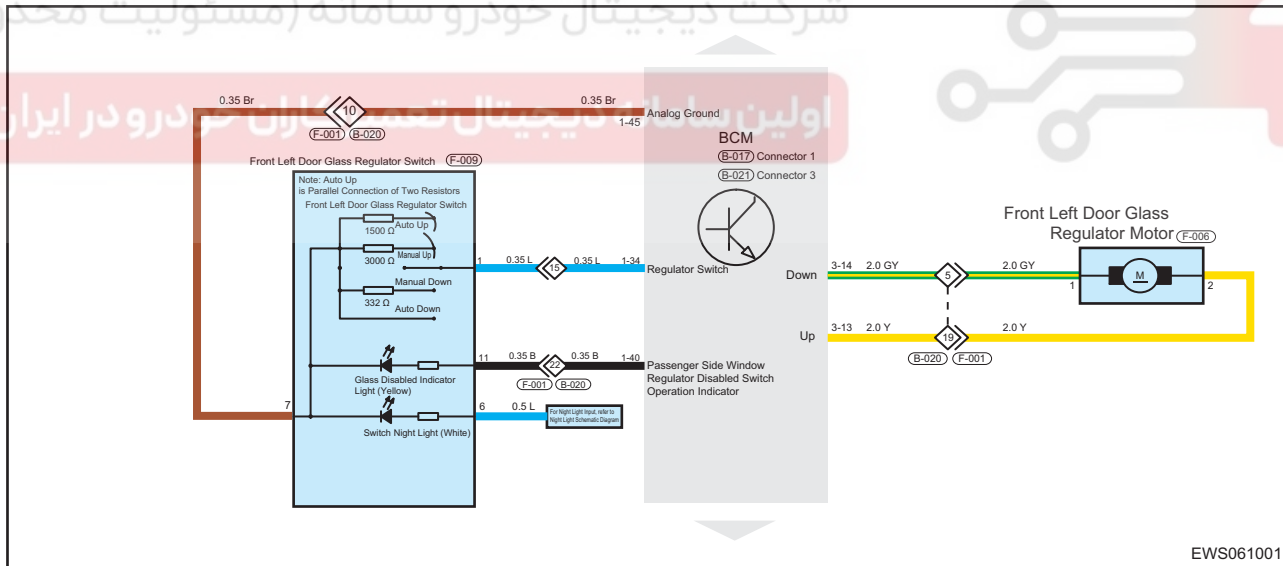 شرکت دیجیتال خودرو سامانه (مسئولیت محدو
اولین سامانه دیجیتال تعمیرکاران خودرو در ایران
0.35 Br
10
0.35 Br
1-45
Analog Ground
F-001
B-020
BCM
B-017 Connector 1
B-021 Connector 3
Front Left Door Glass Regulator Switch F-009
Note: Auto Up
is Parallel Connection of Two Resistors
Front Left Door Glass Regulator Switch
1500 Ω
Auto Up
3000 Ω
Manual Up
Manual Down
332 Ω
Auto Down
1
0.35 L
15
0.35 L
1-34
Regulator Switch
Front Left Door Glass
Regulator Motor F-006
Down
3-14
2.0 GY
5
2.0 GY
1
M
2
Up
3-13
2.0 Y
19
2.0 Y
B-020
F-001
11
0.35 B
22
0.35 B
1-40
F-001
B-020
Passenger Side Window
Regulator Disabled Switch
Operation Indicator
Glass Disabled Indicator
Light (Yellow)
7
6
0.5 L
For Night Light Input, refer to
Night Light Schematic Diagram
Switch Night Light (White)
EWS061001